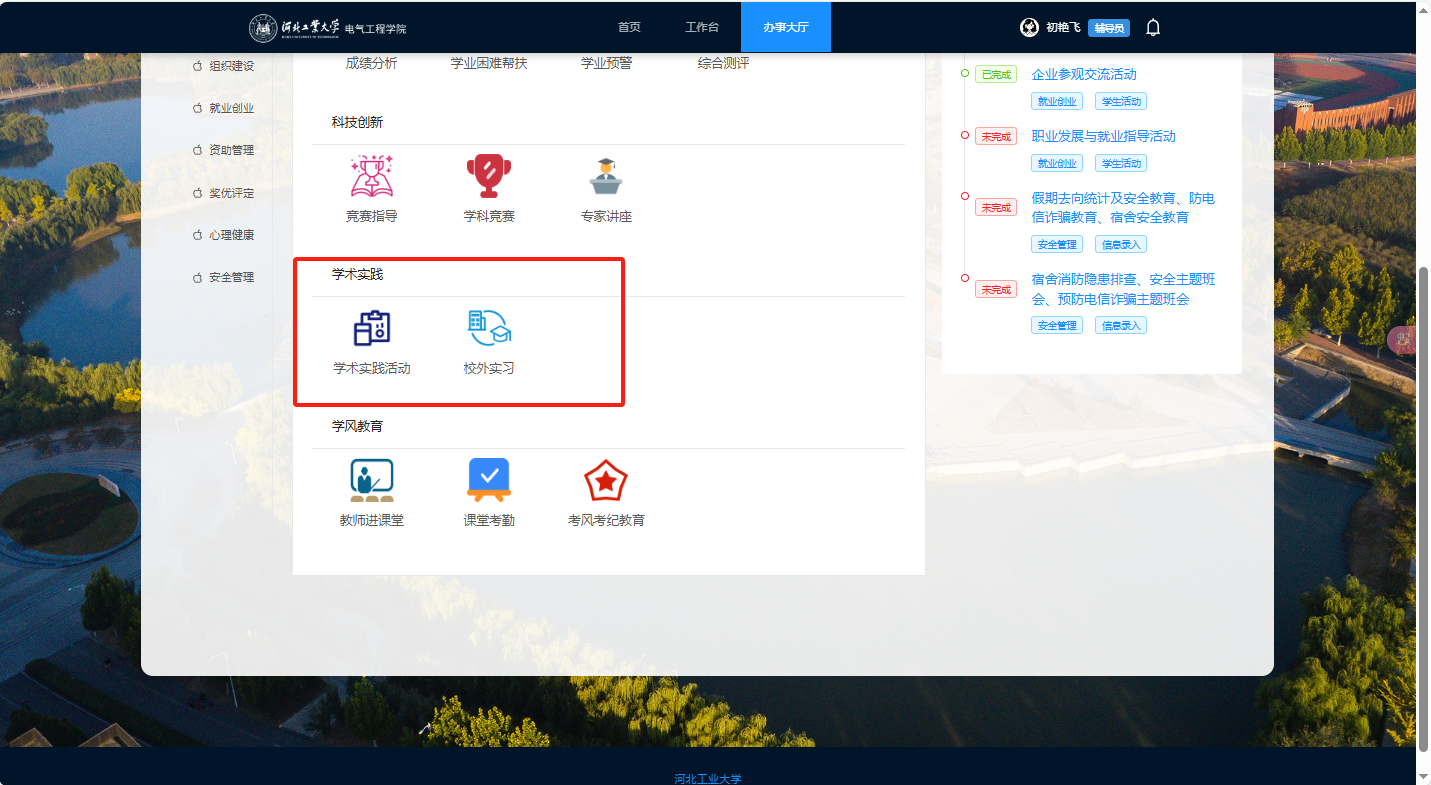 河北工业大学 电气工程学院
首页
工作台
办事大厅
初艳飞 辅导员
组织建设
就业创业
资助管理
奖优评定
心理健康
安全管理
成绩分析
学业困难帮扶
学业预警
综合测评
科技创新
竞赛指导
学科竞赛
专家讲座
学术实践
学术实践活动
校外实习
学风教育
教师进课堂
课堂考勤
考风考纪教育
已完成 企业参观交流活动
就业创业 学生活动
未完成 职业发展与就业指导活动
就业创业 学生活动
未完成 假期去向统计及安全教育、防电
信诈骗教育、宿舍安全教育
安全管理 信息录入
未完成 宿舍消防隐患排查、安全主题班
会、预防电信诈骗主题班会
安全管理 信息录入
河北工业大学